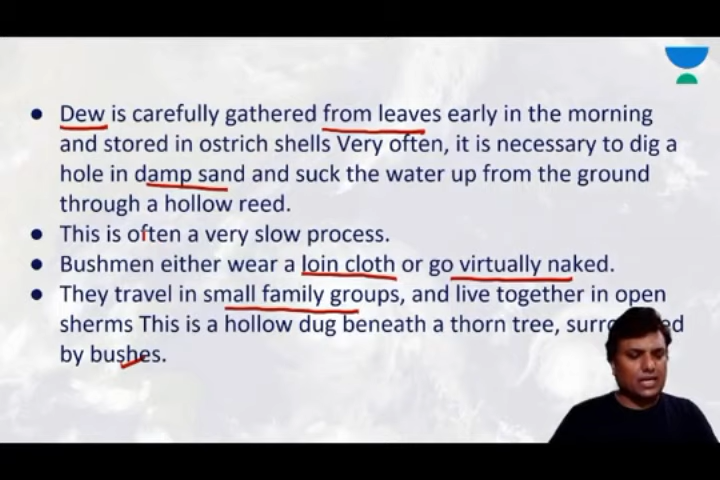 ● Dew is carefully gathered from leaves early in the morning
and stored in ostrich shells Very often, it is necessary to dig a
hole in damp sand and suck the water up from the ground
through a hollow reed.
● This is often a very slow process.
● Bushmen either wear a loin cloth or go virtually naked.
● They travel in small family groups, and live together in open
sherms This is a hollow dug beneath a thorn tree,
by bushes.